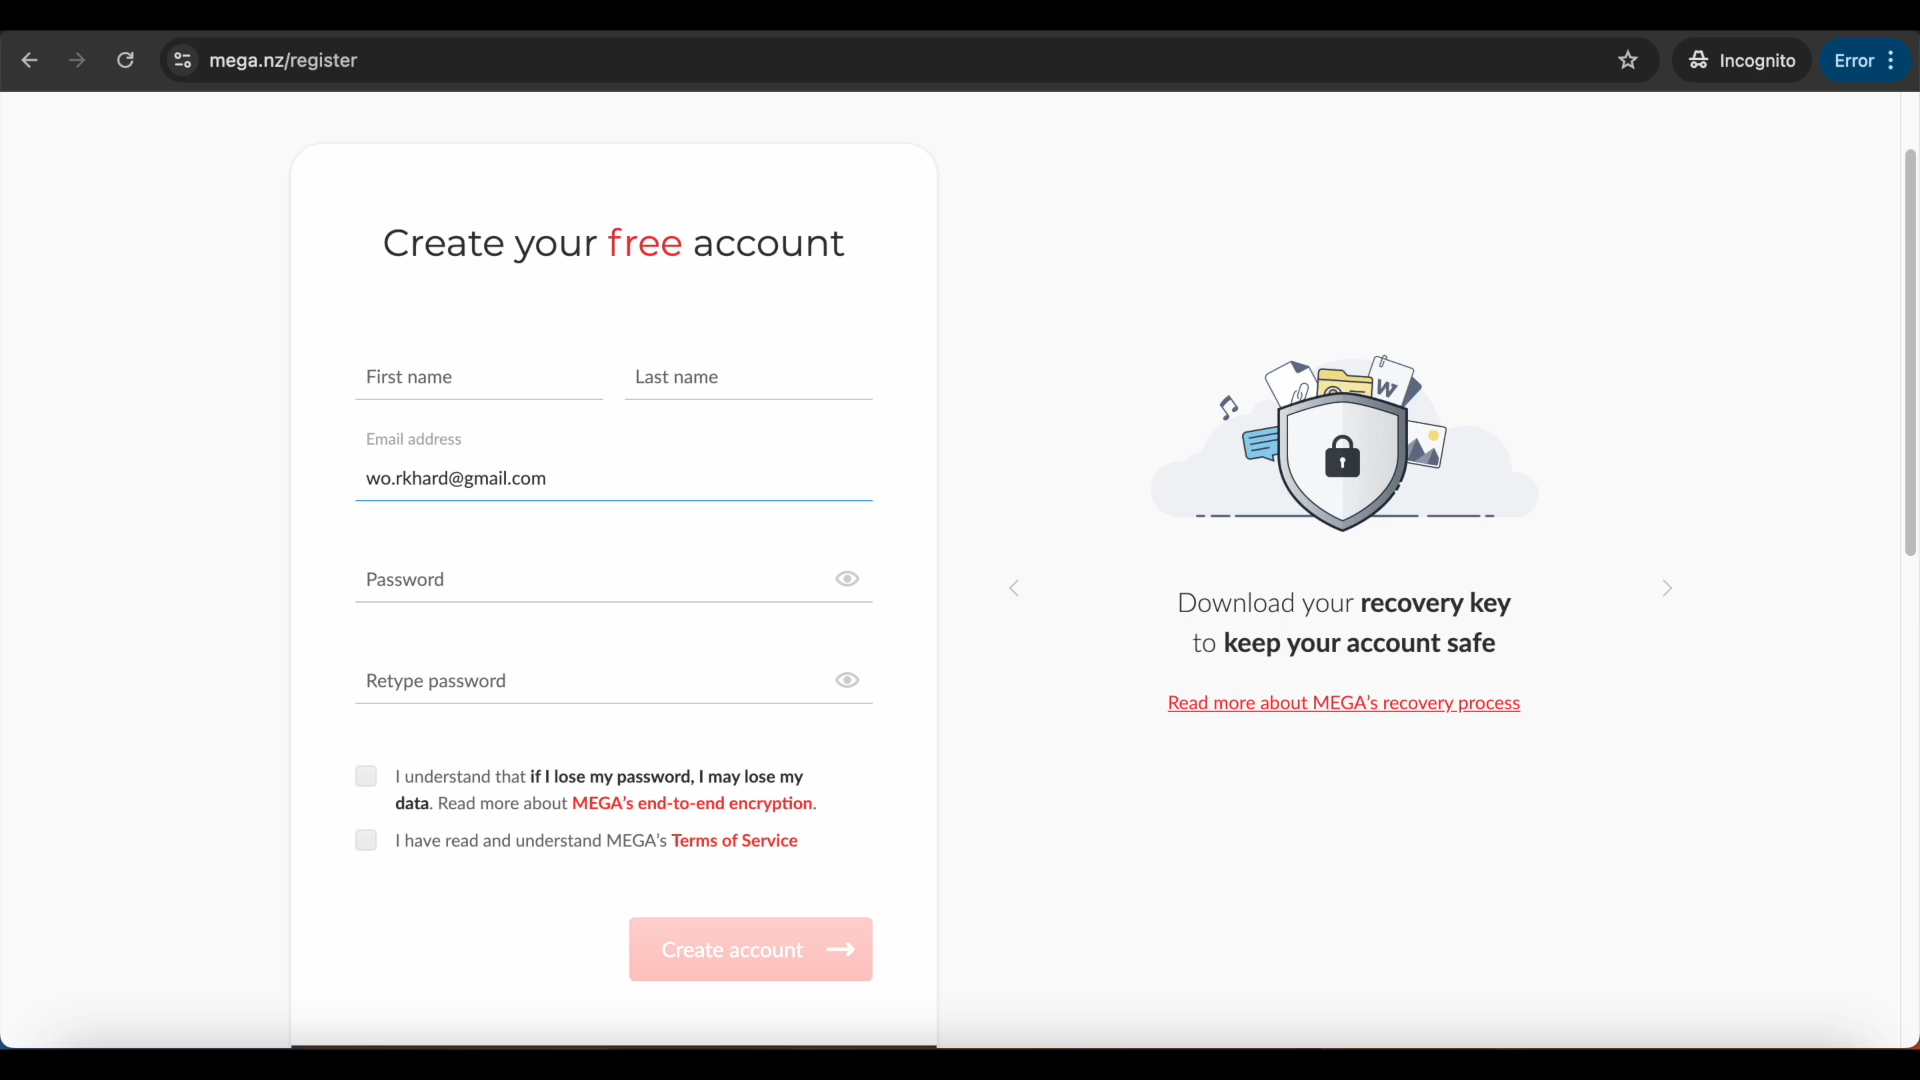 mega.nz/register
Incognito
Error
Create your free account
First name
Last name
Email address
wo.rkhard@gmail.com
Password
Retype password
I understand that if I lose my password, I may lose my
data. Read more about MEGA’s end-to-end encryption.
I have read and understand MEGA’s Terms of Service
Create account
W
Download your recovery key
to keep your account safe
Read more about MEGA’s recovery process